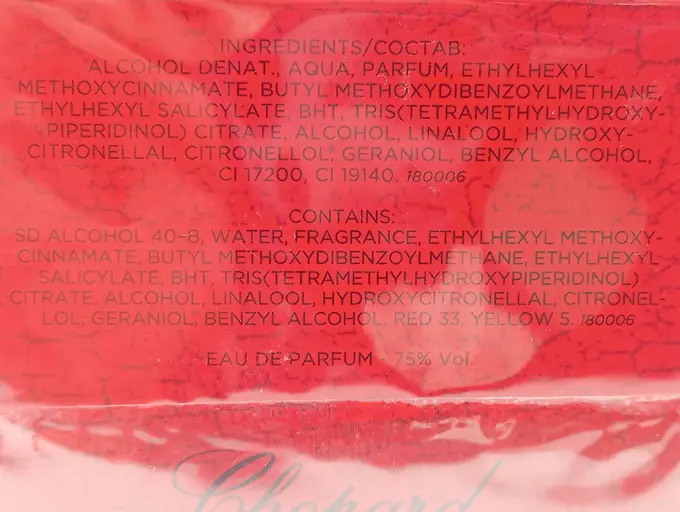 INGREDIENTS/СОСТАВ:
ALCOHOL DENAT., AQUA, PARFUM, ETHYLHEXYL
METHOXYCINNAMATE, BUTYL METHOXYDIBENZOYLMETHANE,
ETHYLHEXYL SALICYLATE, BHT, TRIS(TETRAMETHYLHYDROXY-
PIPERIDINOL) CITRATE, ALCOHOL, LINALOOL, HYDROXY-
CITRONELLAL, CITRONELLOL, GERANIOL, BENZYL ALCOHOL,
CI 17200, CI 19140. 180006
CONTAINS:
SD ALCOHOL 40-B, WATER, FRAGRANCE, ETHYLHEXYL METHOXY-
CINNAMATE, BUTYL METHOXYDIBENZOYLMETHANE, ETHYLHEXYL
SALICYLATE, BHT, TRIS(TETRAMETHYLHYDROXYPIPERIDINOL)
CITRATE, ALCOHOL, LINALOOL, HYDROXYCITRONELLAL, CITRONEL-
LOL, GERANIOL, BENZYL ALCOHOL, RED 33, YELLOW 5. 180006
EAU DE PARFUM - 75% Vol.
Chopard